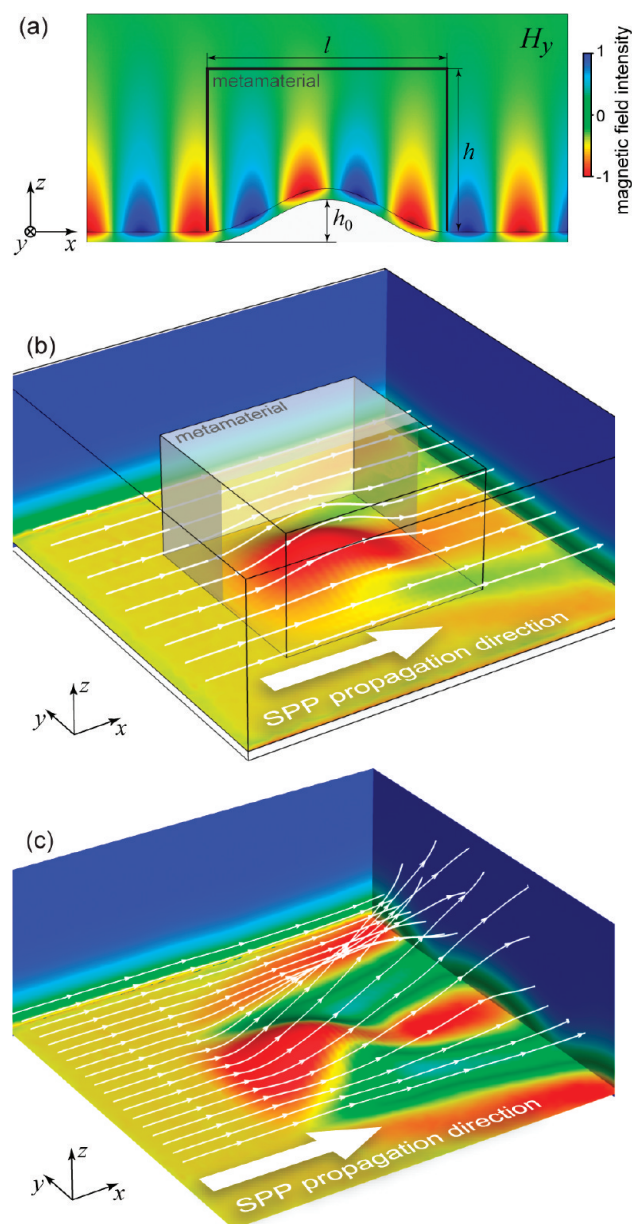 (a)
l
H_y
metamaterial
h
h_0
1
0
-1
magnetic field intensity
z
y
x
(b)
metamaterial
SPP propagation direction
z
y
x
(c)
SPP propagation direction
z
y
x